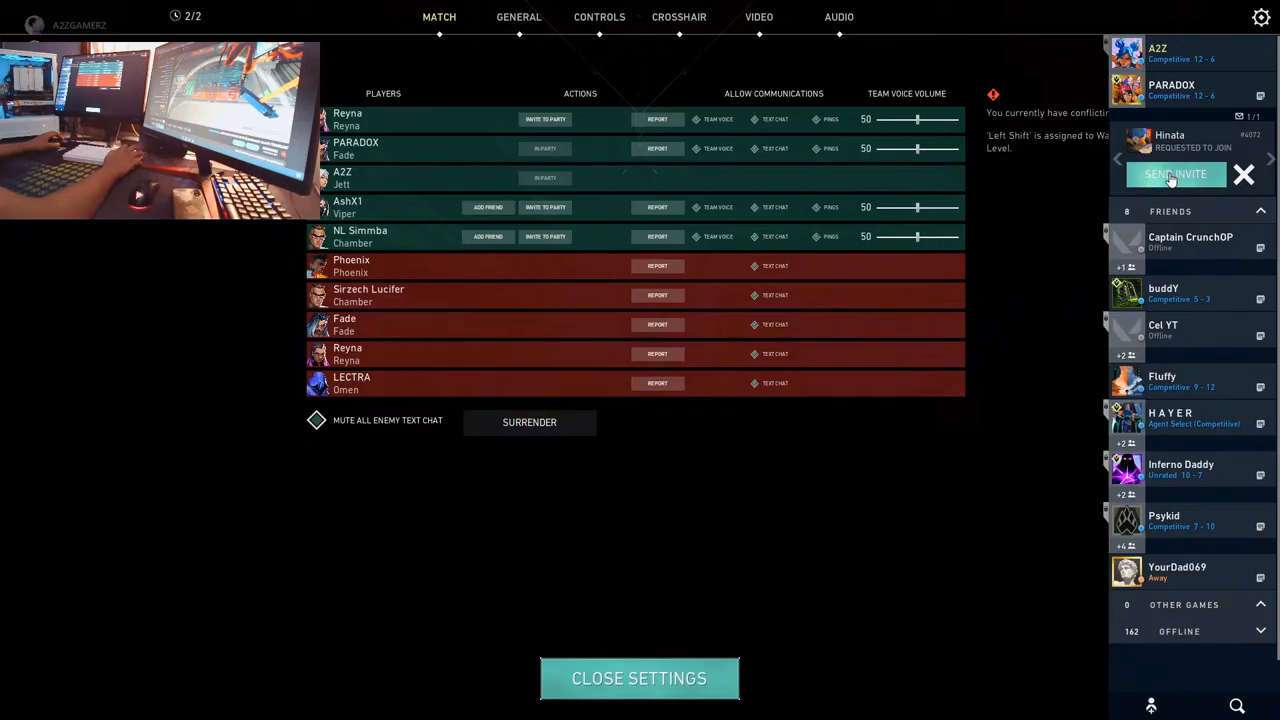 A2ZGAMERZ
2/2
MATCH
GENERAL
CONTROLS
CROSSHAIR
VIDEO
AUDIO
PLAYERS
ACTIONS
ALLOW COMMUNICATIONS
TEAM VOICE VOLUME
Reyna
Reyna
INVITE TO PARTY
REPORT
TEAM VOICE
TEXT CHAT
PINGS
50
PARADOX
Fade
IN PARTY
REPORT
TEAM VOICE
TEXT CHAT
PINGS
50
A2Z
Jett
IN PARTY
AshX1
Viper
ADD FRIEND
INVITE TO PARTY
REPORT
TEAM VOICE
TEXT CHAT
PINGS
50
NL Simmba
Chamber
ADD FRIEND
INVITE TO PARTY
REPORT
TEAM VOICE
TEXT CHAT
PINGS
50
Phoenix
Phoenix
REPORT
TEXT CHAT
Sirzech Lucifer
Chamber
REPORT
TEXT CHAT
Fade
Fade
REPORT
TEXT CHAT
Reyna
Reyna
REPORT
TEXT CHAT
LECTRA
Omen
REPORT
TEXT CHAT
MUTE ALL ENEMY TEXT CHAT
SURRENDER
CLOSE SETTINGS
You currently have conflictin
'Left Shift' is assigned to Wa
Level.
A2Z
Competitive 12 - 6
PARADOX
Competitive 12 - 6
1/1
Hinata
#4072
REQUESTED TO JOIN
SEND INVITE
8 FRIENDS
Captain CrunchOP
Offline
+1
buddY
Competitive 5 - 3
Cel YT
Offline
+2
Fluffy
Competitive 9 - 12
H A Y E R
Agent Select (Competitive)
+2
Inferno Daddy
Unrated 10 - 7
+2
Psykid
Competitive 7 - 10
+4
YourDad069
Away
0 OTHER GAMES
162 OFFLINE